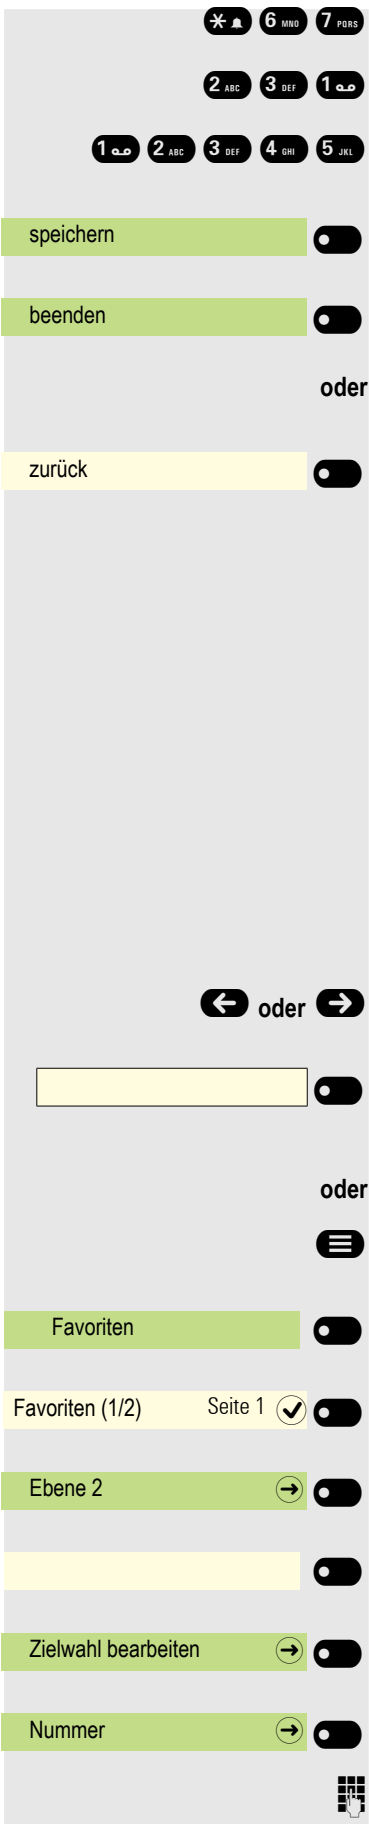 6 MNO 7 PQRS
2 ABC 3 DEF 1
1 2 ABC 3 DEF 4 GHI 5 JKL
speichern
beenden
oder
zurück
oder
oder
Favoriten
Favoriten (1/2) Seite 1
Ebene 2
Zielwahl bearbeiten
Nummer